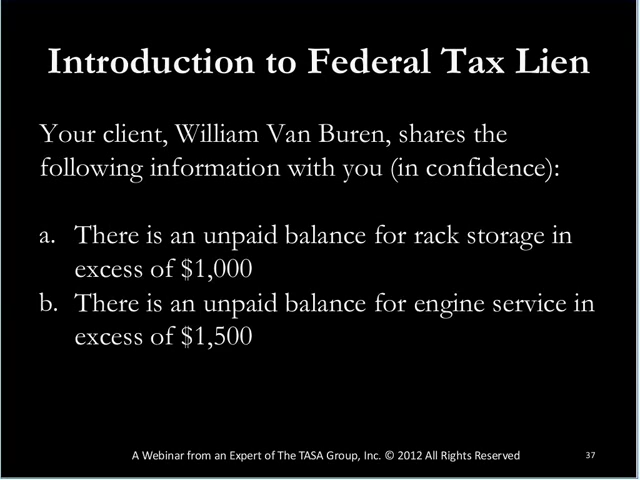 Introduction to Federal Tax Lien
Your client, William Van Buren, shares the
following information with you (in confidence):
a. There is an unpaid balance for rack storage in
excess of $1,000
b. There is an unpaid balance for engine service in
excess of $1,500
A Webinar from an Expert of The TASA Group, Inc. © 2012 All Rights Reserved 37